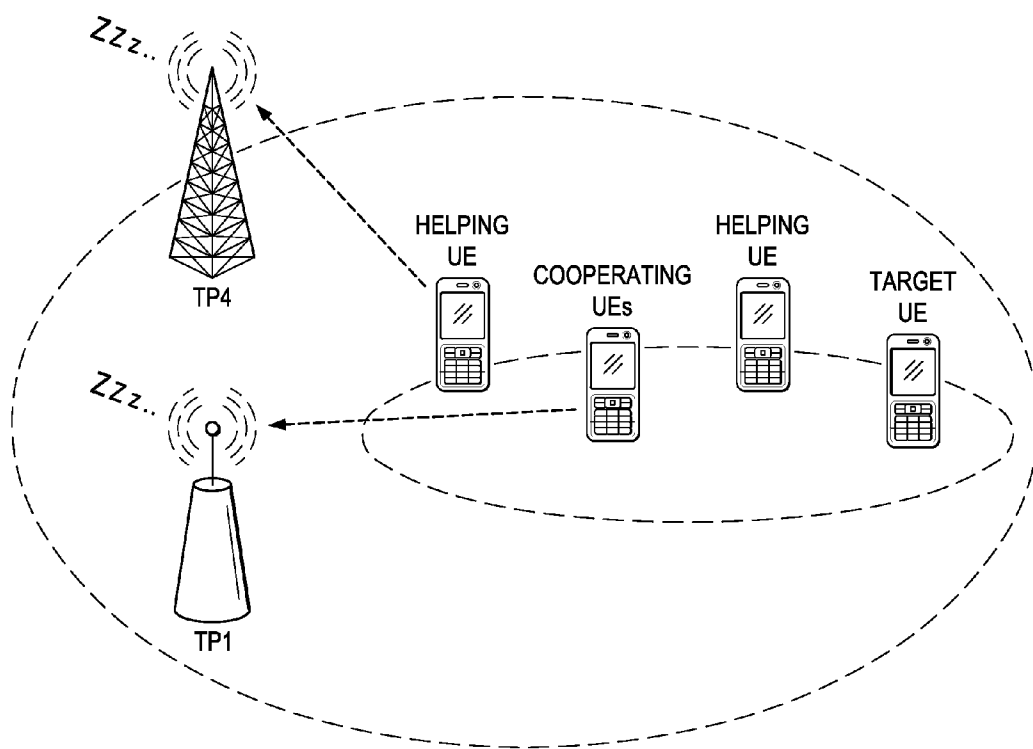 ZZz..
TP4
HELPING
UE
COOPERATING
UEs
HELPING
UE
TARGET
UE
ZZz..
TP1